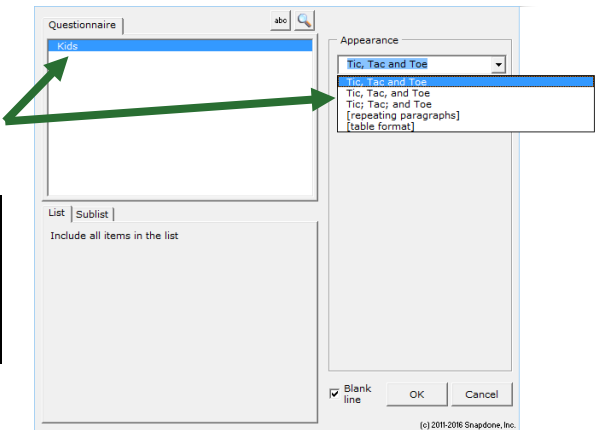 Questionnaire
abc
Kids
Appearance
Tic, Tac and Toe
Tic, Tac and Toe
Tic, Tac, and Toe
Tic; Tac; and Toe
[repeating paragraphs]
[table format]
List
Sublist
Include all items in the list
Blank line
OK
Cancel
(c) 2011-2016 Snapdone, Inc.